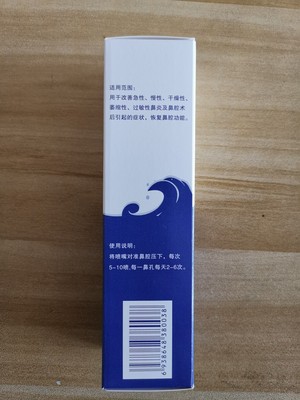 适用范围:
用于改善急性、慢性、干燥性、
萎缩性、过敏性鼻炎及鼻腔术
后引起的症状，恢复鼻腔功能。
使用说明:
将喷嘴对准鼻腔压下，每次
5-10喷,每一鼻孔每天2-6次。
6938648380038